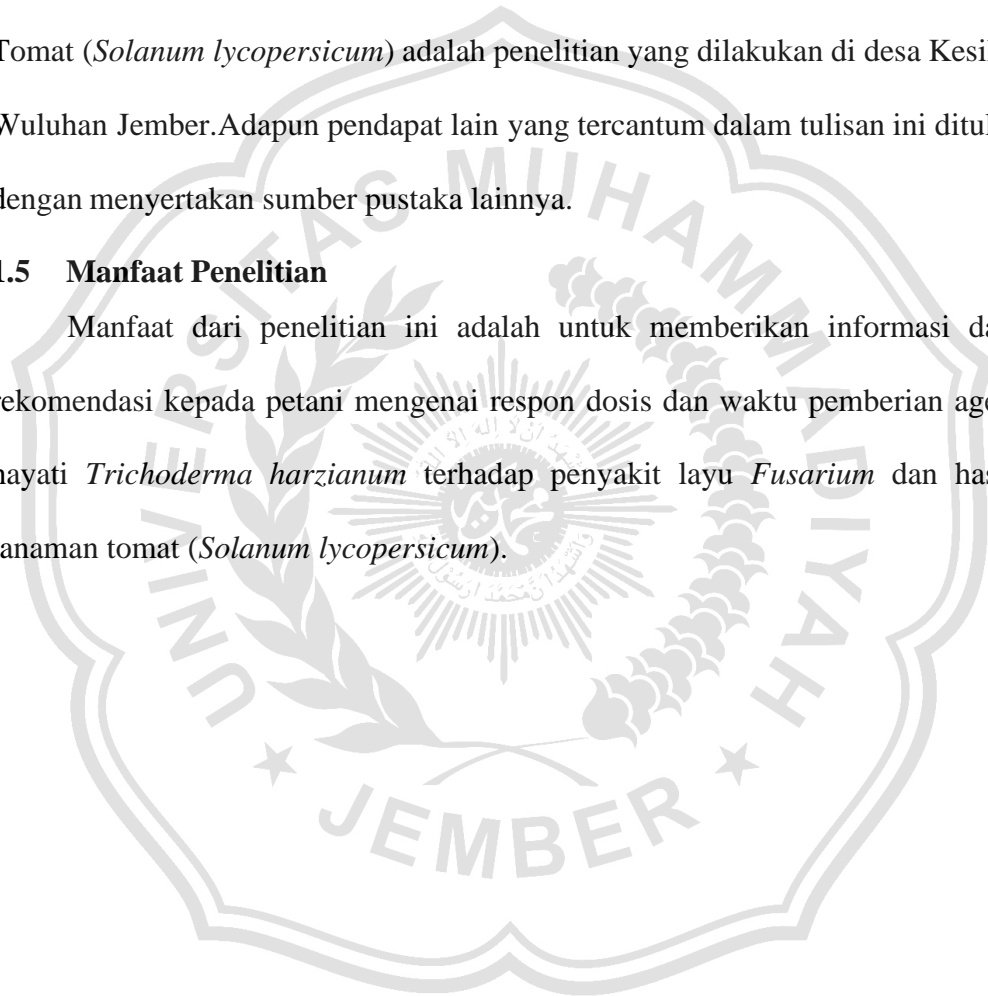 Tomat (Solanum lycopersicum) adalah penelitian yang dilakukan di desa Kesil
Wuluhan Jember.Adapun pendapat lain yang tercantum dalam tulisan ini ditul
dengan menyertakan sumber pustaka lainnya.
1.5 Manfaat Penelitian
Manfaat dari penelitian ini adalah untuk memberikan informasi da
rekomendasi kepada petani mengenai respon dosis dan waktu pemberian age
hayati Trichoderma harzianum terhadap penyakit layu Fusarium dan has
tanaman tomat (Solanum lycopersicum).
UNIVERSITAS MUHAMMADIYAH
JEMBER